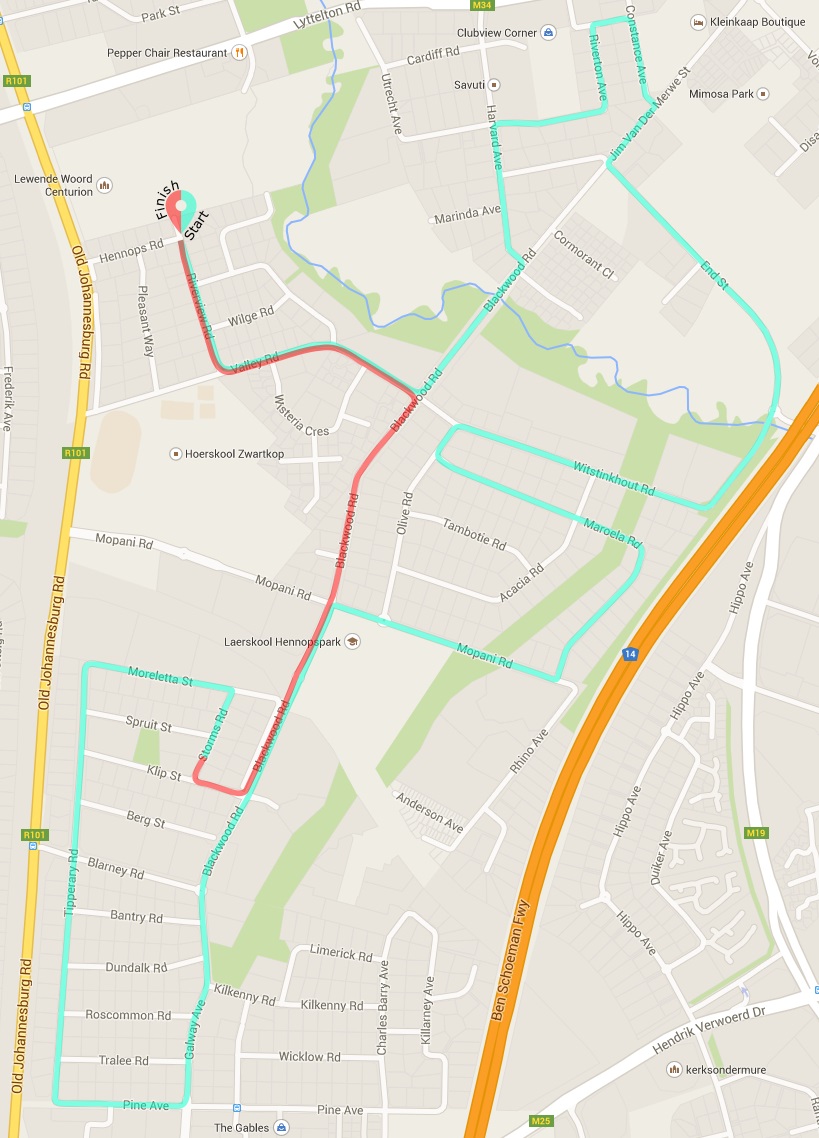 Park St
Lyttelton Rd
M34
Clubview Corner
Constance Ave
Kleinkaap Boutique
Riverton Ave
Pepper Chair Restaurant
Cardiff Rd
R101
Savuti
Utrecht Ave
Mimosa Park
Harvard Ave
Jim Van Der Merwe St
Disa
Lewende Woord
Centurion
Finish
Start
Marinda Ave
Hennops Rd
Cormorant Cl
End St
Old Johannesburg Rd
Pleasant Way
Riverview Rd
Blackwood Rd
Wilge Rd
Valley Rd
Frederik Ave
Blackwood Rd
Wisteria Cres
R101
Hoerskool Zwartkop
Witstinkhout Rd
Olive Rd
Tambotie Rd
Maroela Rd
Blackwood Rd
Mopani Rd
Acacia Rd
Hippo Ave
Mopani Rd
Old Johannesburg Rd
Laerskool Hennopspark
Mopani Rd
14
Moreletta St
Hippo Ave
Spruit St
Storms Rd
Blackwood Rd
Rhino Ave
Klip St
Anderson Ave
Hippo Ave
Berg St
Blackwood Rd
R101
M19
Duiker Ave
Blarney Rd
Tipperary Rd
Bantry Rd
Hippo Ave
Ben Schoeman Fwy
Limerick Rd
Dundalk Rd
Kilkenny Rd
Kilkenny Rd
Charles Barry Ave
Killarney Ave
Old Johannesburg Rd
Roscommon Rd
Galway Ave
Hendrik Verwoerd Dr
Tralee Rd
Wicklow Rd
kerksondermure
Pine Ave
Pine Ave
The Gables
M25